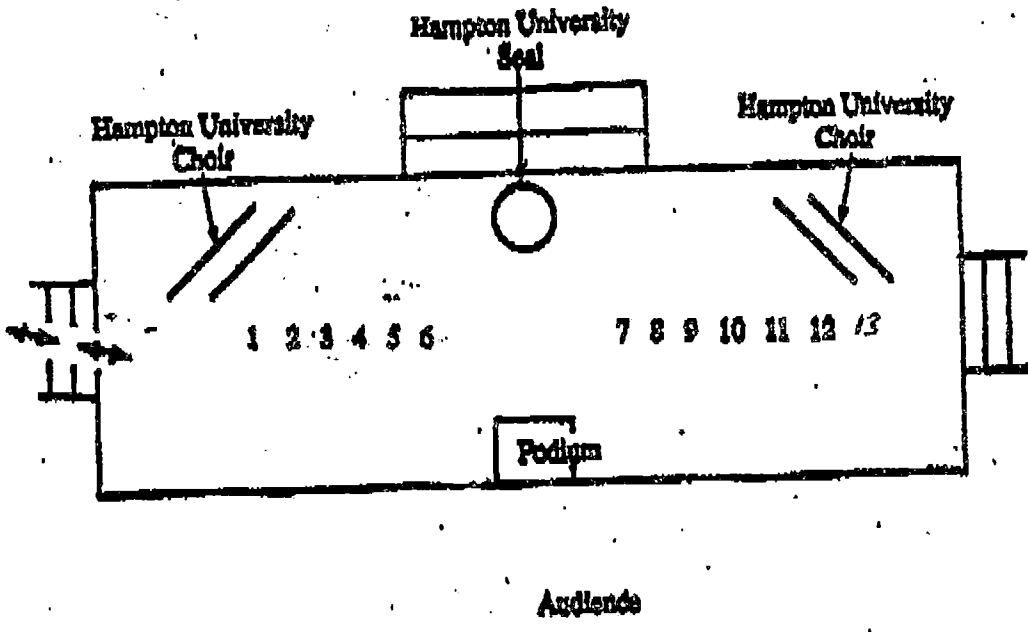 Hampton University
Seal
Hampton University
Choir
Hampton University
Choir
1 2 3 4 5 6
7 8 9 10 11 12 13
Podium
Audience